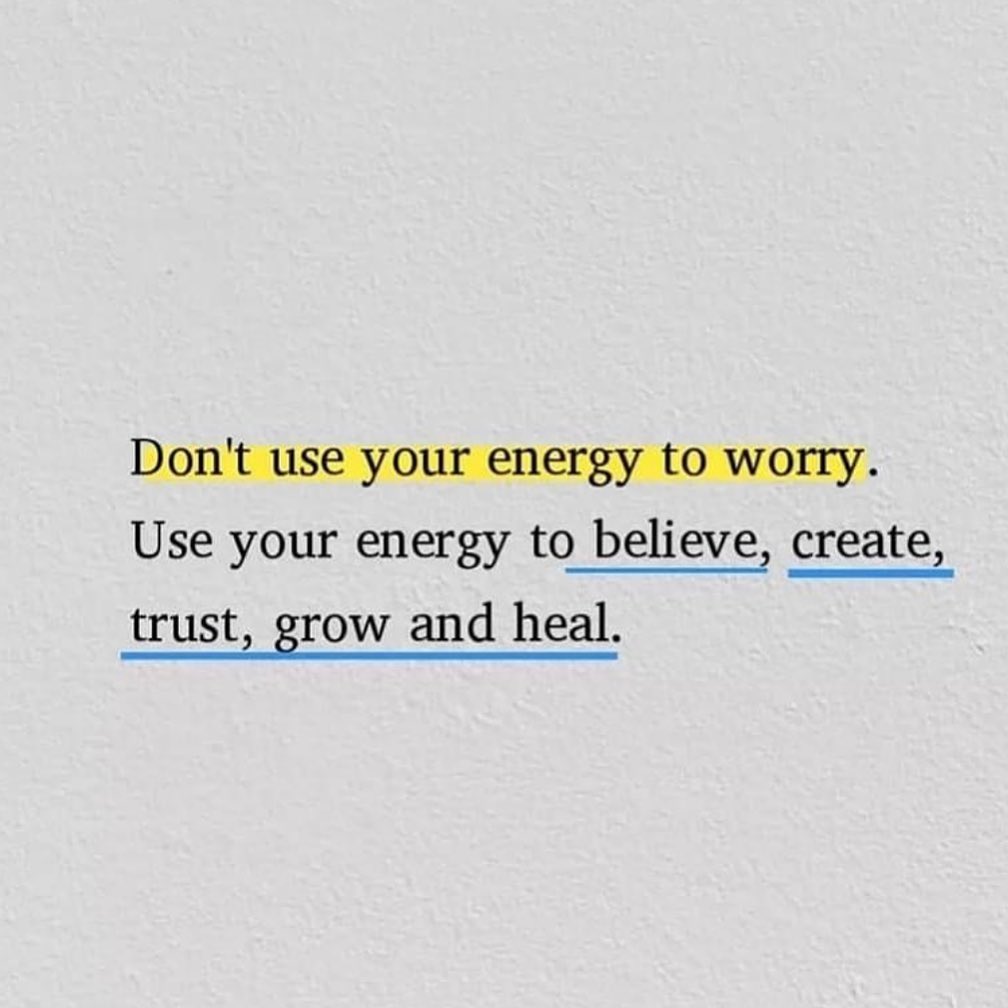 Don't use your energy to worry.
Use your energy to believe, create,
trust, grow and heal.